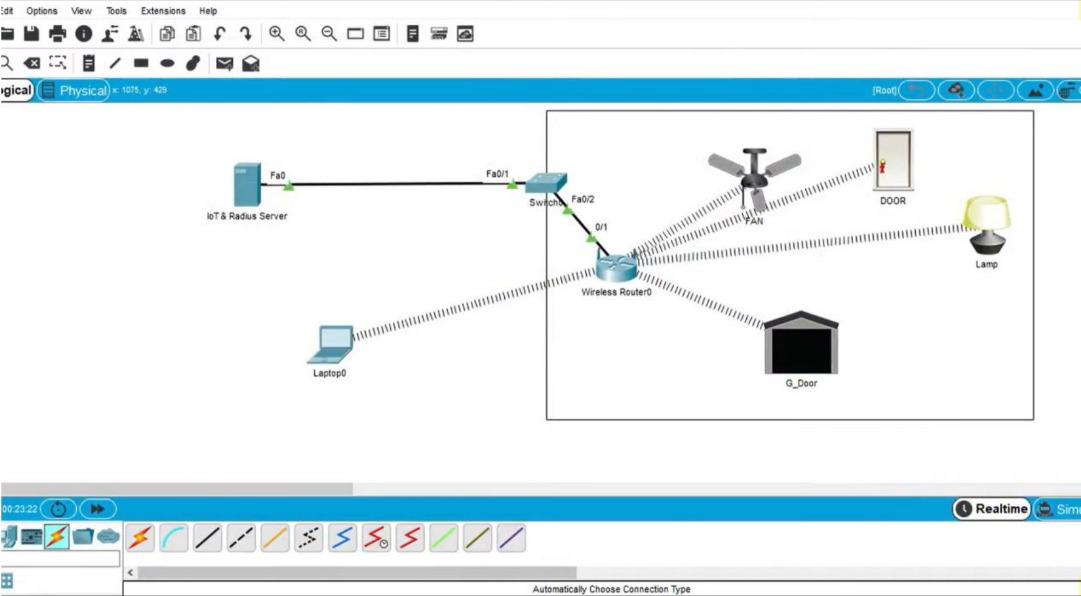 Edit Options View Tools Extensions Help
ogical Physical x: 1075, y: 429 [Root]
IoT & Radius Server
Fa0
Fa0/1
Switch0
Fa0/2
0/1
Wireless Router0
FAN
DOOR
Lamp
Laptop0
G_Door
00:23:22
Realtime
Simu
Automatically Choose Connection Type